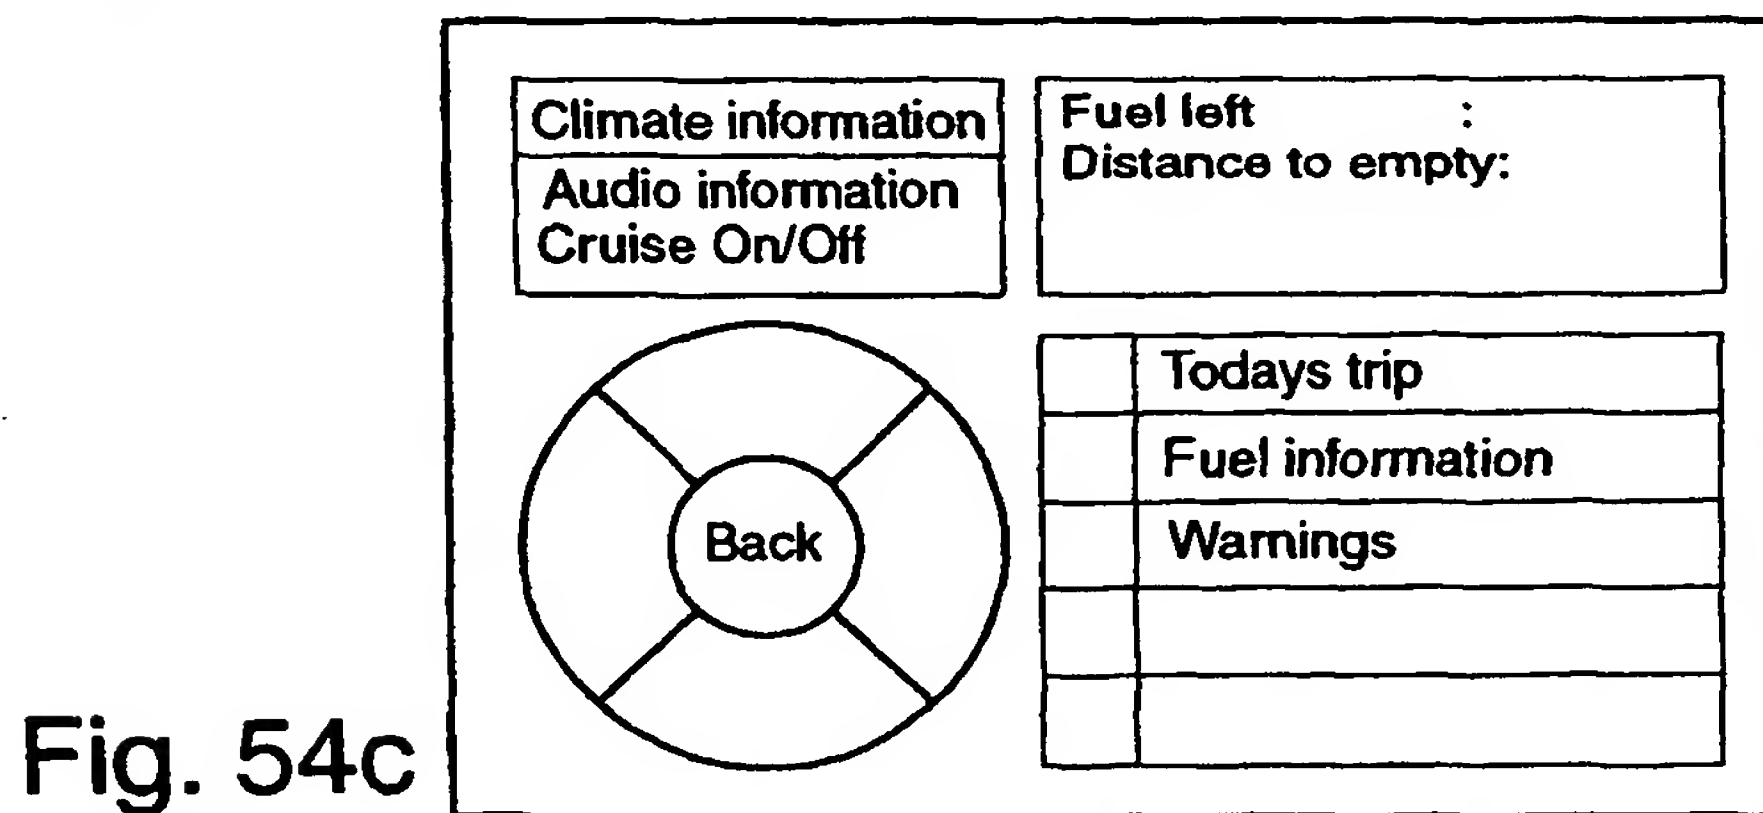 Climate information
Audio information
Cruise On/Off
Fuel left :
Distance to empty:
Todays trip
Fuel information
Warnings
Back
Fig. 54c